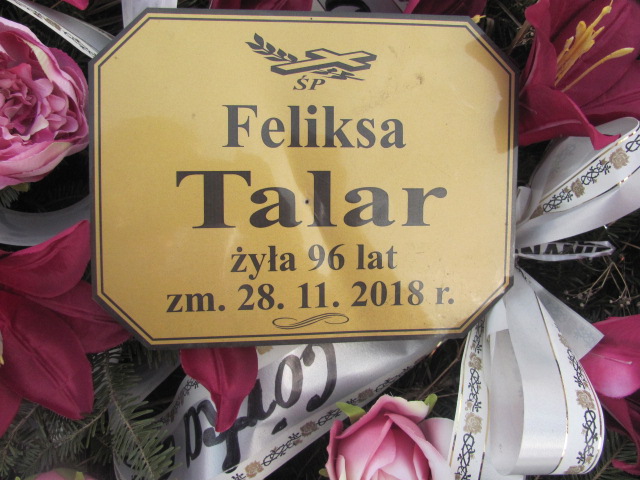 ŚP
Feliksa
Talar
żyła 96 lat
zm. 28. 11. 2018 r.